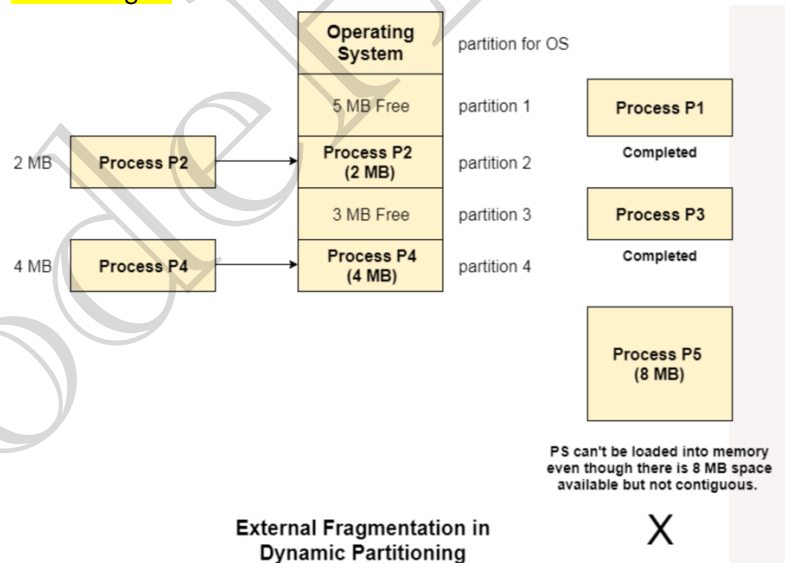 Operating
System
partition for OS
5 MB Free
partition 1
Process P1
Completed
2 MB
Process P2
Process P2
(2 MB)
partition 2
3 MB Free
partition 3
Process P3
Completed
4 MB
Process P4
Process P4
(4 MB)
partition 4
Process P5
(8 MB)
PS can't be loaded into memory
even though there is 8 MB space
available but not contiguous.
External Fragmentation in
Dynamic Partitioning
X